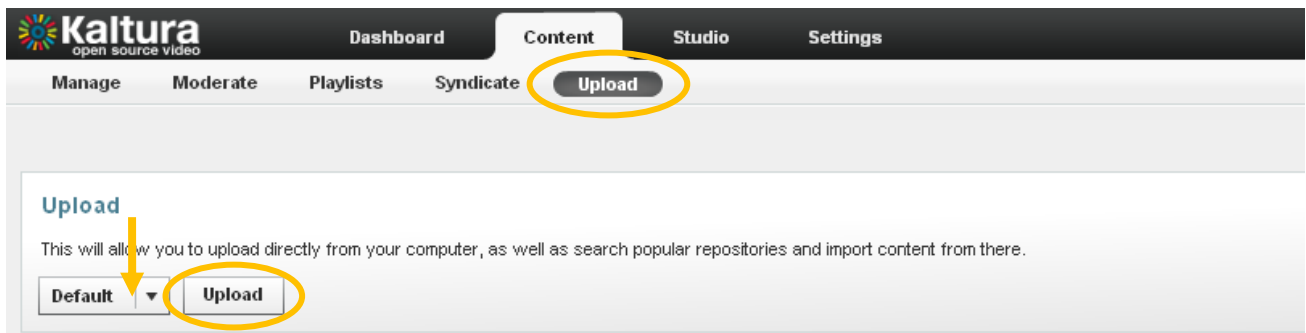 Kaltura
open source video
Dashboard Content Studio Settings
Manage Moderate Playlists Syndicate Upload
Upload
This will allow you to upload directly from your computer, as well as search popular repositories and import content from there.
Default Upload